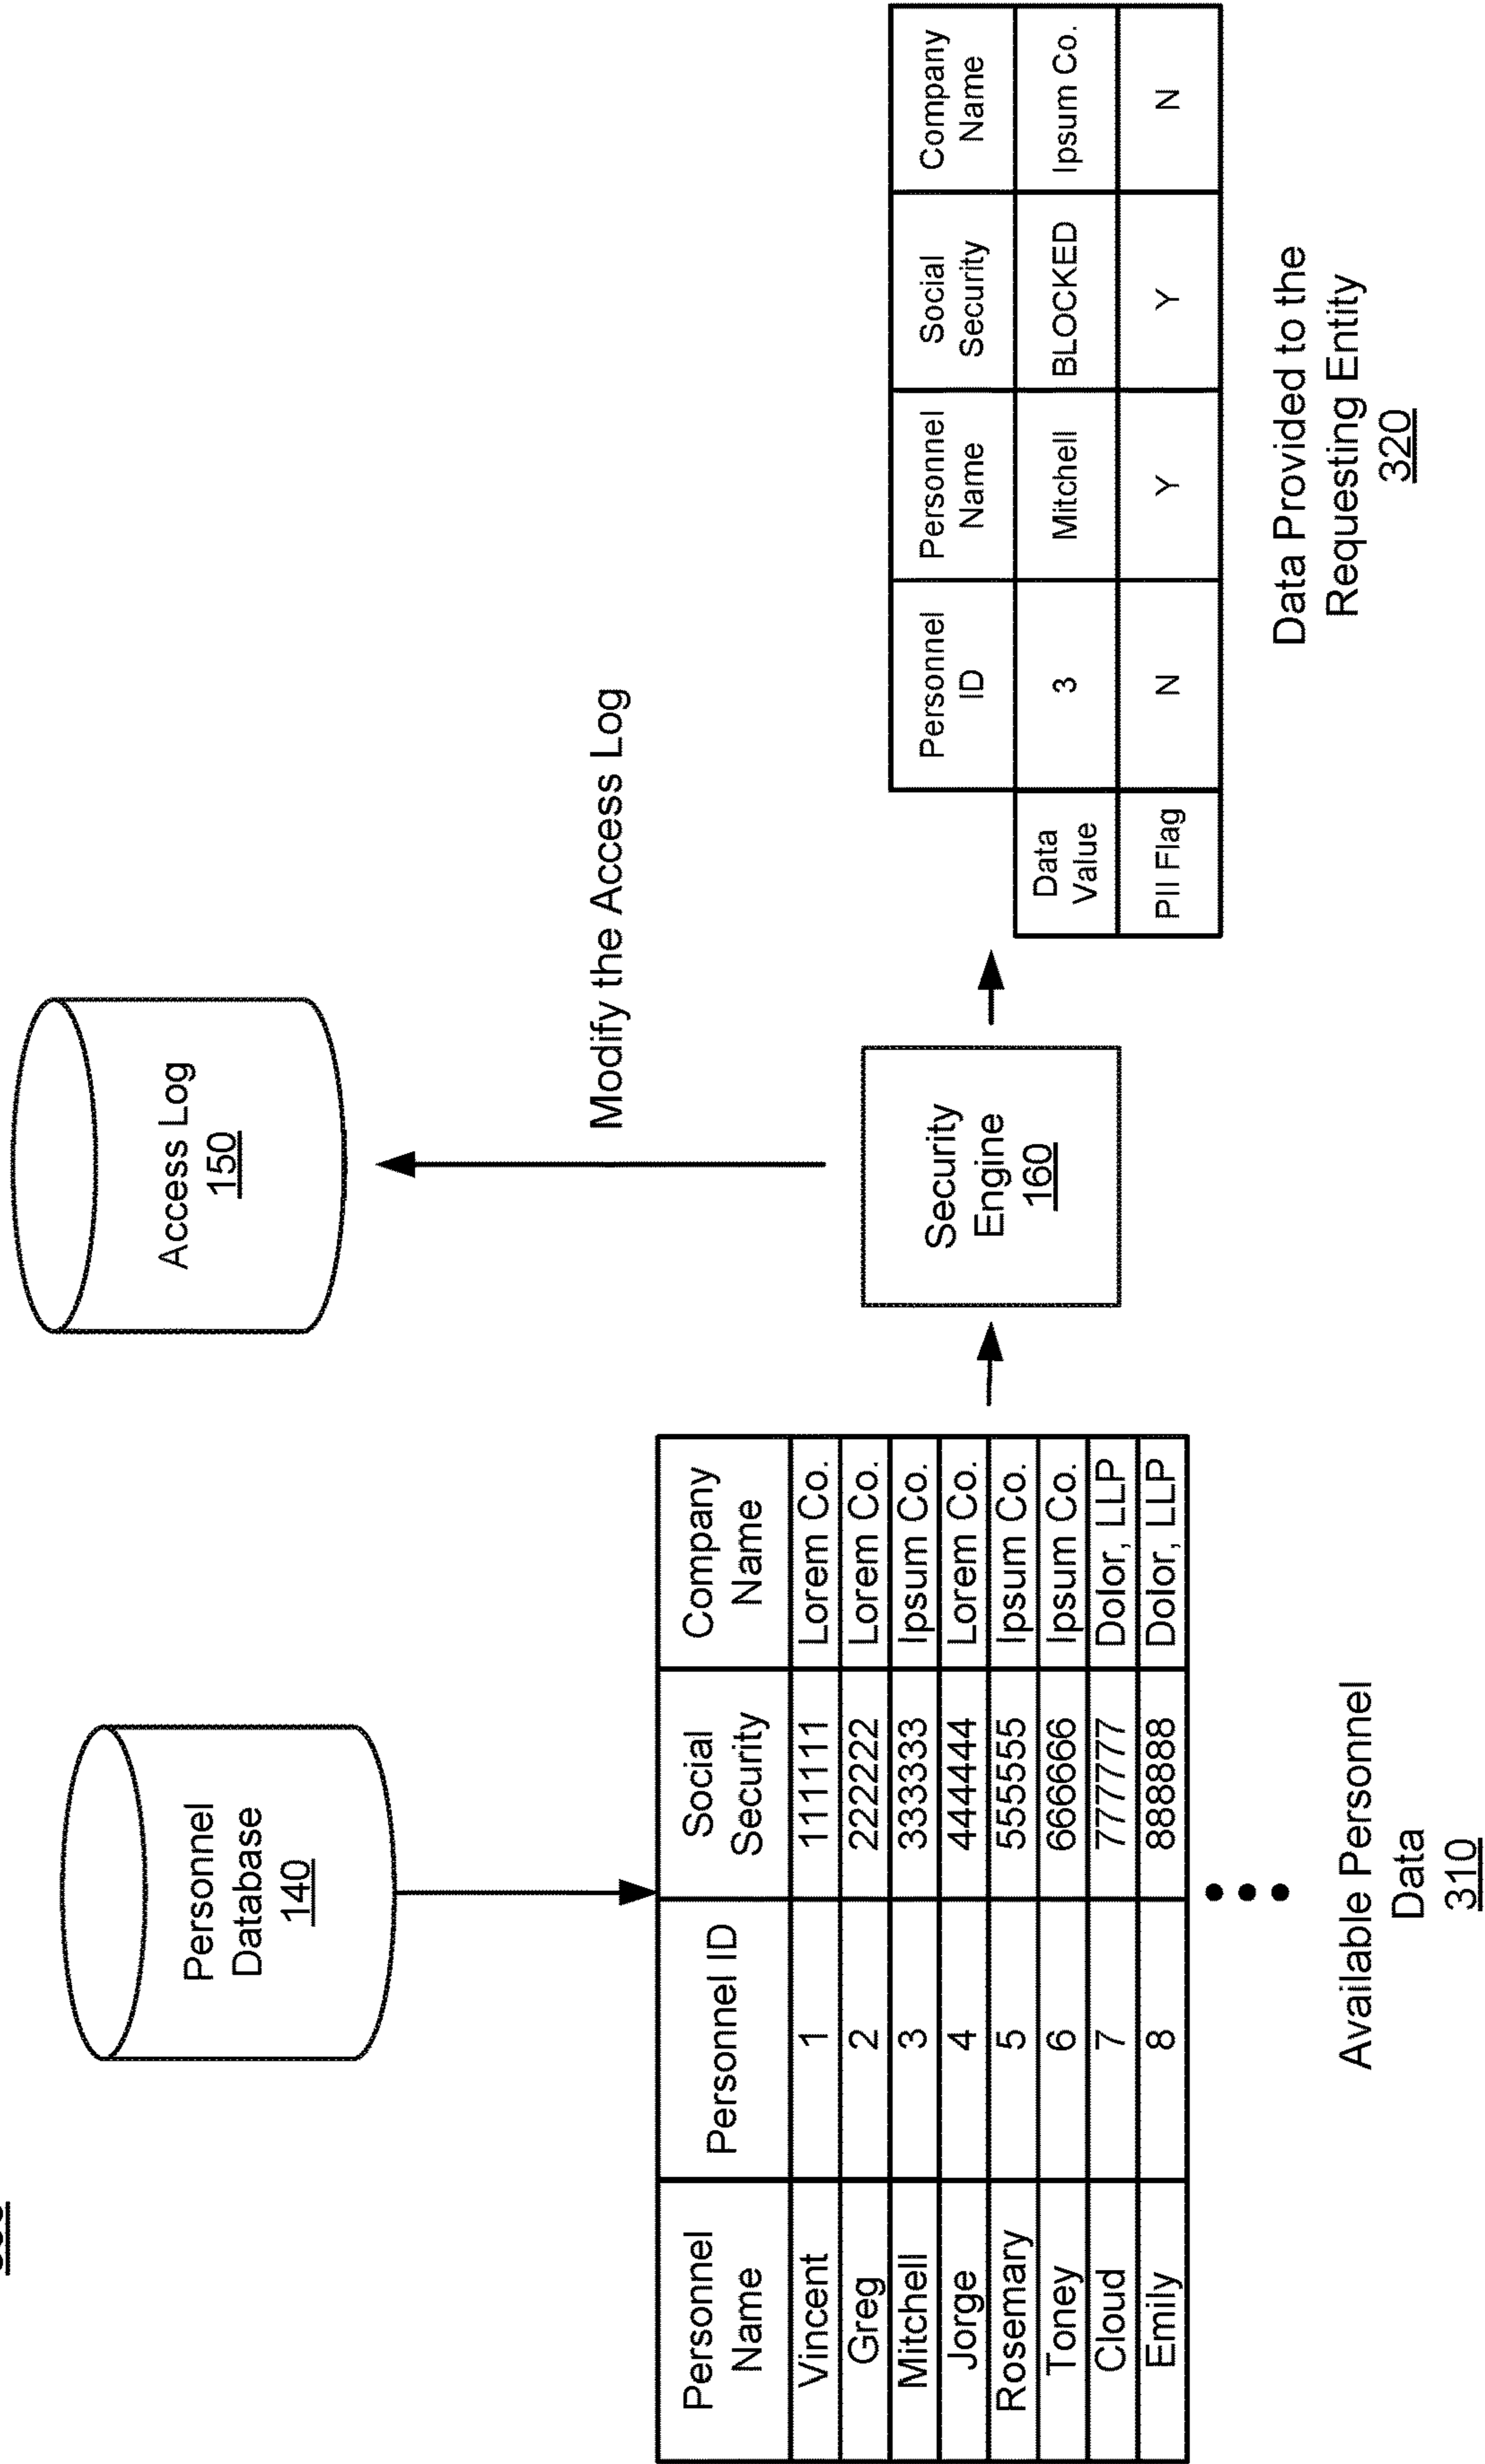 Personnel
Database
140
Access Log
150
Modify the Access Log
Personnel Name Personnel ID Social Security Company Name
Vincent 1 111111 Lorem Co.
Greg 2 222222 Lorem Co.
Mitchell 3 333333 Ipsum Co.
Jorge 4 444444 Lorem Co.
Rosemary 5 555555 Ipsum Co.
Toney 6 666666 Ipsum Co.
Cloud 7 777777 Dolor, LLP
Emily 8 888888 Dolor, LLP
Available Personnel
Data
310
Security
Engine
160
Personnel ID Personnel Name Social Security Company Name
Data Value 3 Mitchell BLOCKED Ipsum Co.
PII Flag N Y Y N
Data Provided to the
Requesting Entity
320